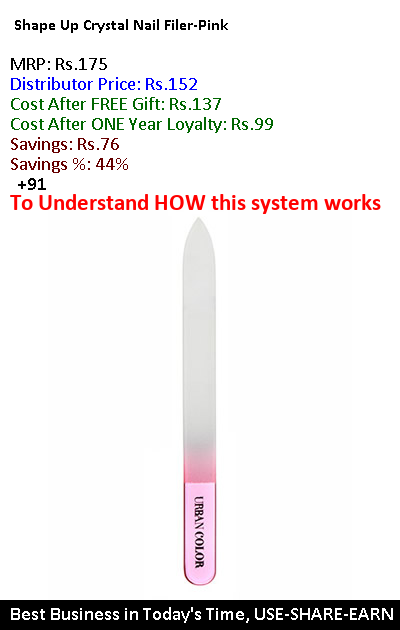 Shape Up Crystal Nail Filer-Pink
MRP: Rs.175
Distributor Price: Rs.152
Cost After FREE Gift: Rs.137
Cost After ONE Year Loyalty: Rs.99
Savings: Rs.76
Savings %: 44%
+91
To Understand HOW this system works
URBAN COLOR
Best Business in Today's Time, USE-SHARE-EARN